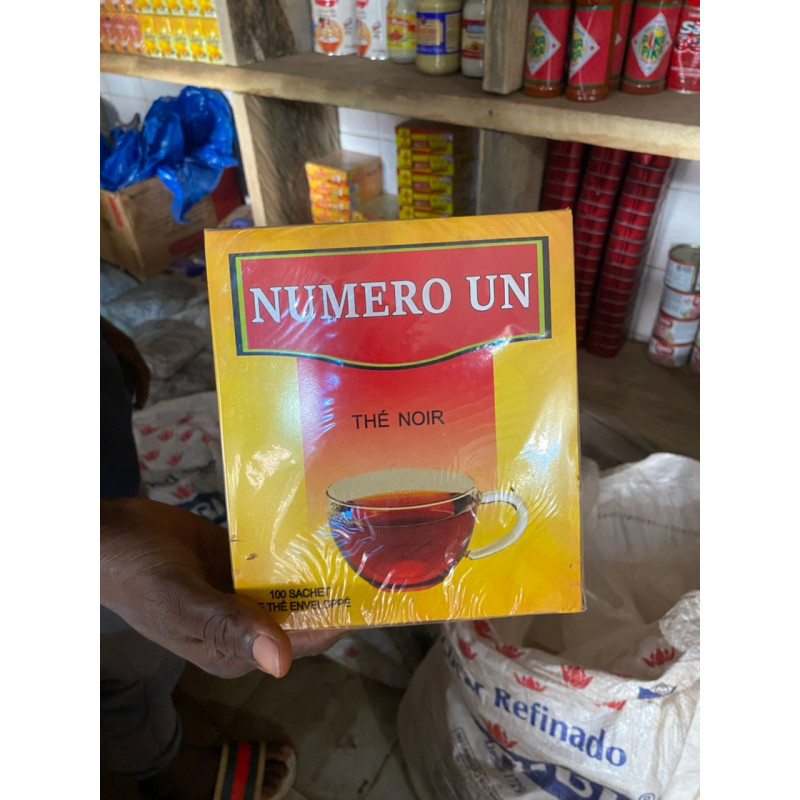 NUMERO UN
THÉ NOIR
100 SACHET
THÉ ENVELOPPÉ
Refinado